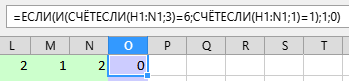 =ЕСЛИ(И(СЧЁТЕСЛИ(H1:N1;3)=6;СЧЁТЕСЛИ(H1:N1;1)=1);1;0)
L M N O P Q R S T
2 1 2 0